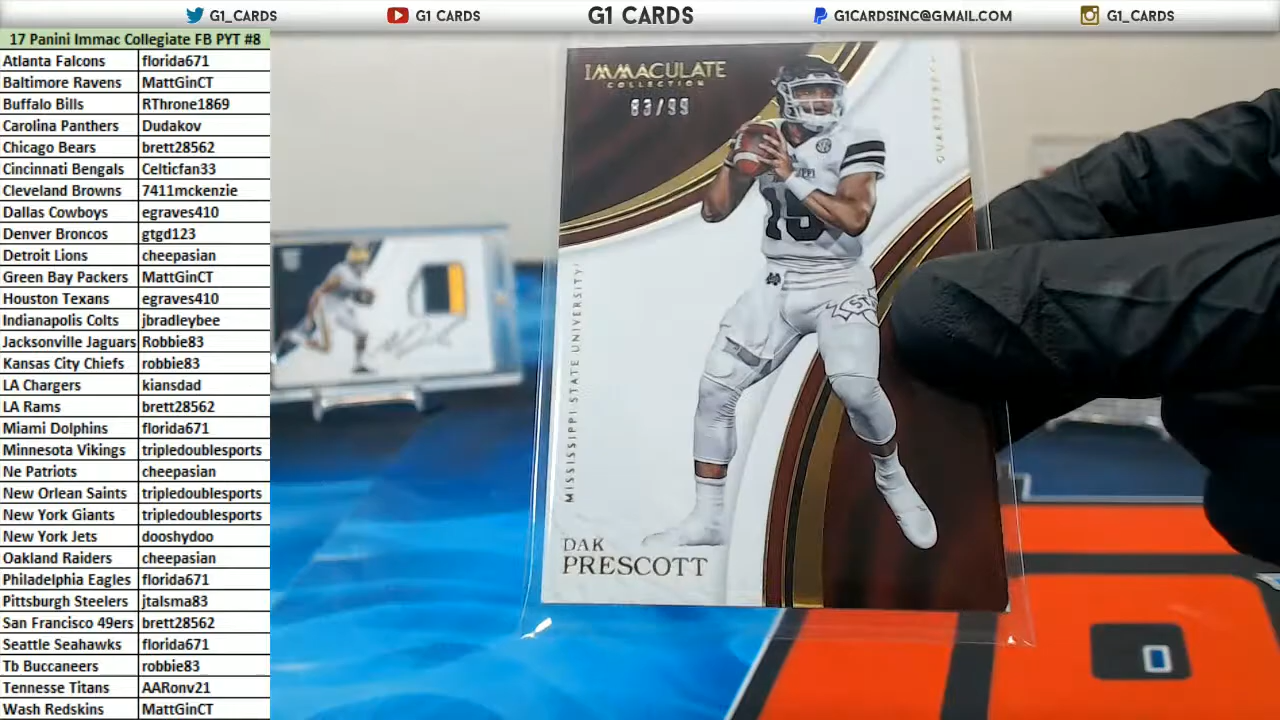 G1_CARDS G1 CARDS G1 CARDS G1CARDSINC@GMAIL.COM G1_CARDS
17 Panini Immac Collegiate FB PYT #8
Atlanta Falcons florida671
Baltimore Ravens MattGinCT
Buffalo Bills RThrone1869
Carolina Panthers Dudakov
Chicago Bears brett28562
Cincinnati Bengals Celticfan33
Cleveland Browns 7411mckenzie
Dallas Cowboys egraves410
Denver Broncos gtgd123
Detroit Lions cheepasian
Green Bay Packers MattGinCT
Houston Texans egraves410
Indianapolis Colts jbradleybee
Jacksonville Jaguars Robbie83
Kansas City Chiefs robbie83
LA Chargers kiansdad
LA Rams brett28562
Miami Dolphins florida671
Minnesota Vikings tripledoublesports
Ne Patriots cheepasian
New Orlean Saints tripledoublesports
New York Giants tripledoublesports
New York Jets dooshydoo
Oakland Raiders cheepasian
Philadelphia Eagles florida671
Pittsburgh Steelers jtalsma83
San Francisco 49ers brett28562
Seattle Seahawks florida671
Tb Buccaneers robbie83
Tennesse Titans AARonv21
Wash Redskins MattGinCT
IMMACULATE
COLLECTION
83/99
QUARTERBACK
15
MISSISSIPPI STATE UNIVERSITY
DAK
PRESCOTT